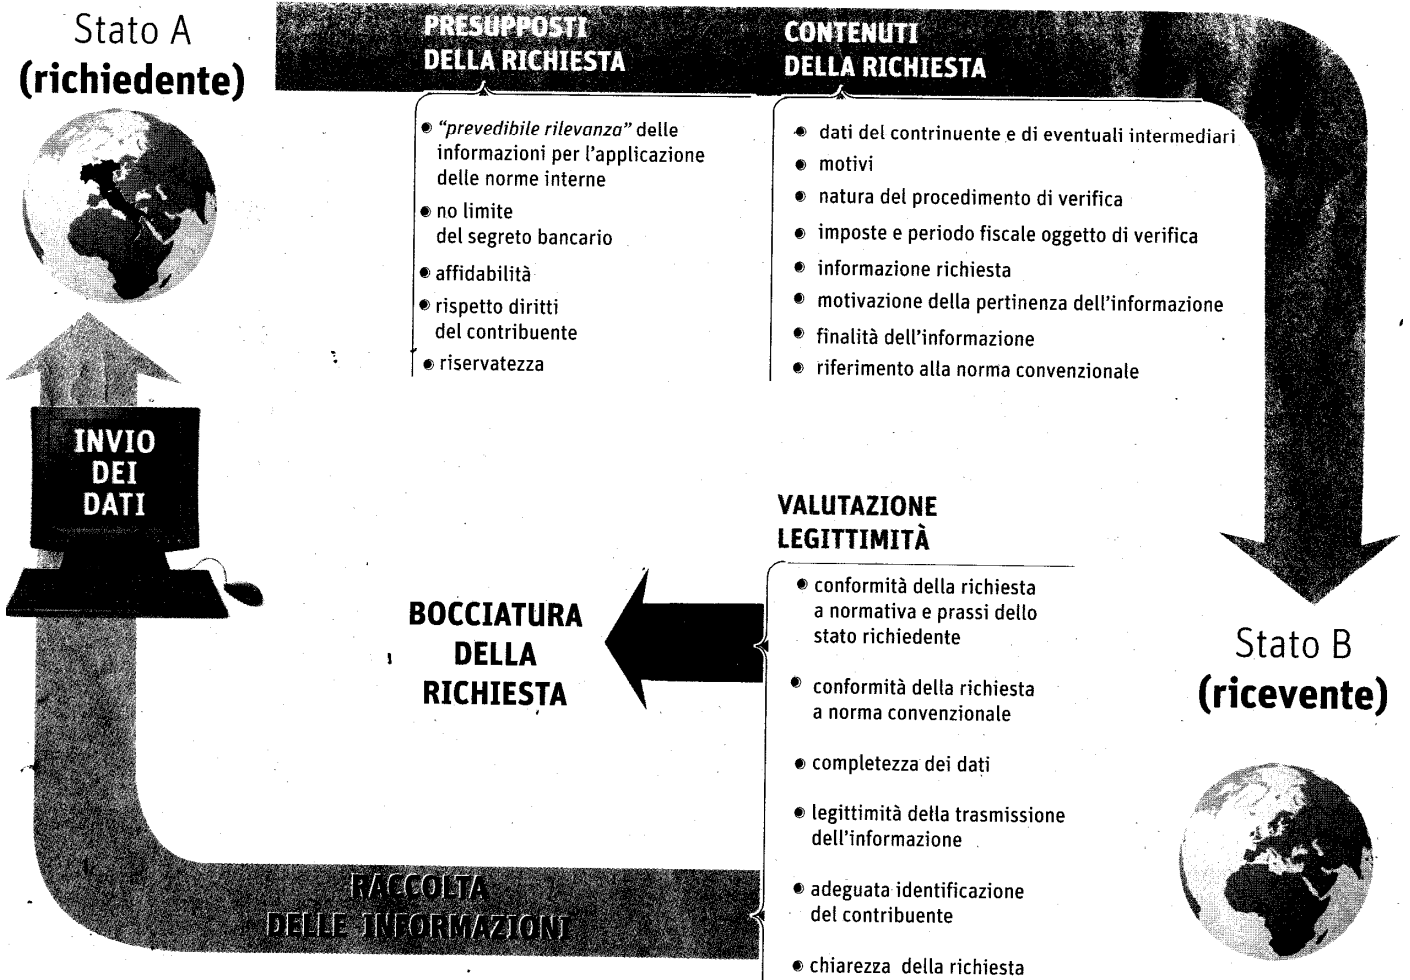 Stato A
(richiedente)
PRESUPPOSTI
DELLA RICHIESTA
“prevedibile rilevanza” delle
informazioni per l'applicazione
delle norme interne
no limite
del segreto bancario
affidabilità
rispetto diritti
del contribuente
riservatezza
CONTENUTI
DELLA RICHIESTA
dati del contrinuente e di eventuali intermediari
motivi
natura del procedimento di verifica
imposte e periodo fiscale oggetto di verifica
informazione richiesta
motivazione della pertinenza dell'informazione
finalità dell'informazione
riferimento alla norma convenzionale
Stato B
(ricevente)
VALUTAZIONE
LEGITTIMITÀ
conformità della richiesta
a normativa e prassi dello
stato richiedente
conformità della richiesta
a norma convenzionale
completezza dei dati
legittimità della trasmissione
dell'informazione
adeguata identificazione
del contribuente
chiarezza della richiesta
BOCCIATURA
DELLA
RICHIESTA
RACCOLTA
DELLE INFORMAZIONI
INVIO
DEI
DATI